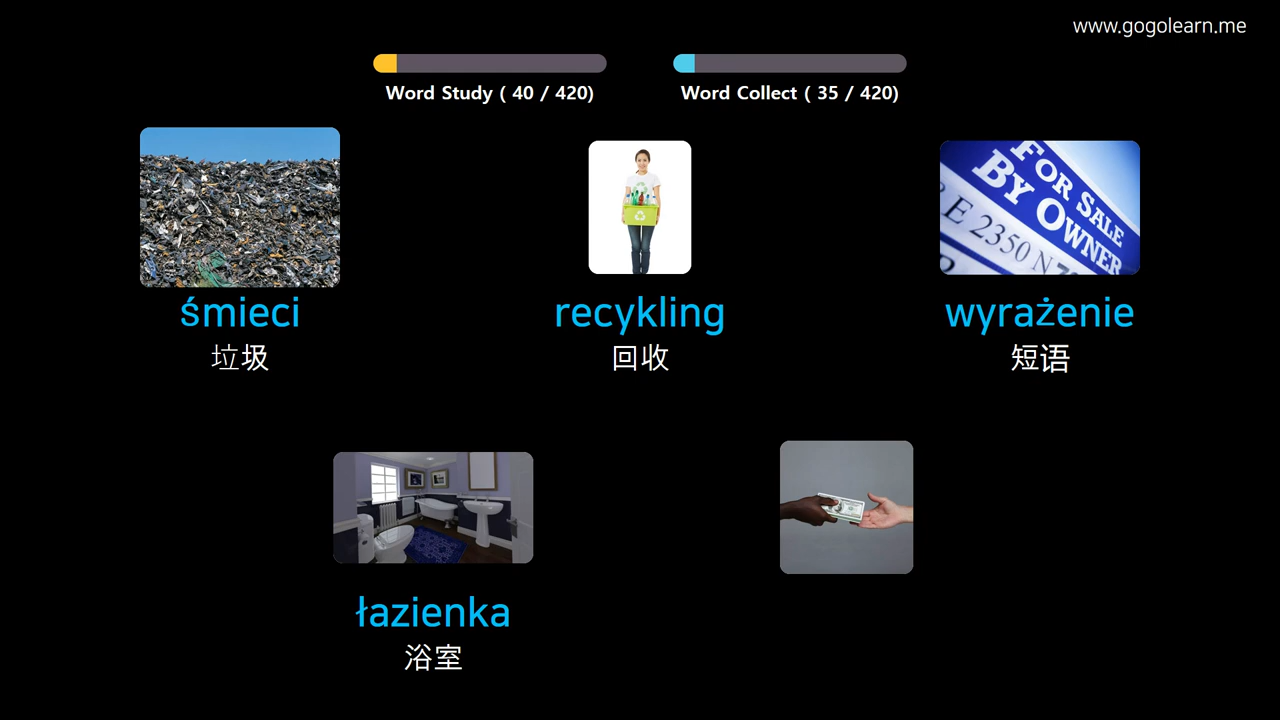 www.gogolearn.me
Word Study ( 40 / 420)
Word Collect ( 35 / 420)
FOR SALE
BY OWNER
E 2350 N
śmieci
垃圾
recykling
回收
wyrażenie
短语
łazienka
浴室